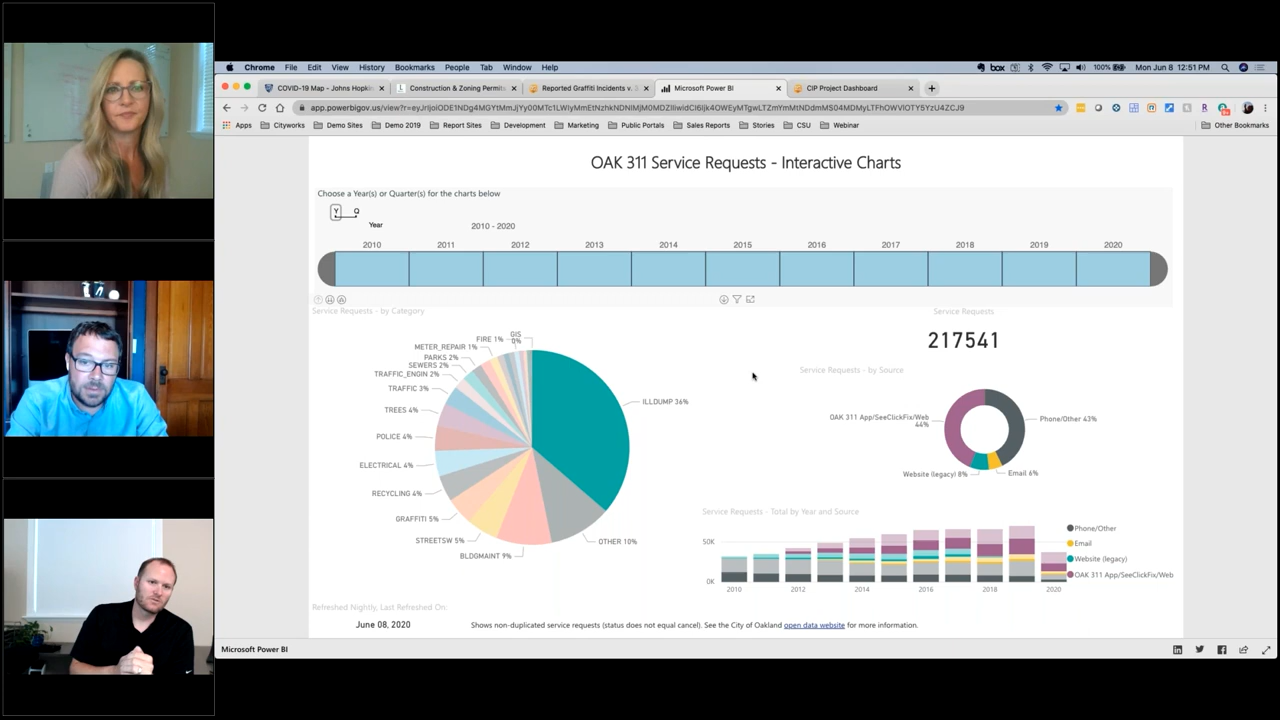 Chrome File Edit View History Bookmarks People Tab Window Help
box 100% Mon Jun 8 12:51 PM
COVID-19 Map - Johns Hopkin
Construction & Zoning Permits
Reported Graffiti Incidents v. 3
Microsoft Power BI
CIP Project Dashboard
Apps Cityworks Demo Sites Demo 2019 Report Sites Development Marketing Public Portals Sales Reports Stories CSU Webinar Other Bookmarks
OAK 311 Service Requests - Interactive Charts
Choose a Year(s) or Quarter(s) for the charts below
Y Q
Year 2010 - 2020
2010 2011 2012 2013 2014 2015 2016 2017 2018 2019 2020
Service Requests - by Category
Service Requests
217541
Service Requests - by Source
GIS 0%
FIRE 1%
METER_REPAIR 1%
PARKS 2%
SEWERS 2%
TRAFFIC_ENGIN 2%
TRAFFIC 3%
TREES 4%
POLICE 4%
ELECTRICAL 4%
RECYCLING 4%
GRAFFITI 5%
STREETSW 5%
BLDGMAINT 9%
OTHER 10%
ILLDUMP 36%
OAK 311 App/SeeClickFix/Web
44%
Phone/Other 43%
Website (legacy) 8%
Email 6%
Service Requests - Total by Year and Source
50K
0K
2010 2012 2014 2016 2018 2020
Phone/Other
Email
Website (legacy)
OAK 311 App/SeeClickFix/Web
Refreshed Nightly, Last Refreshed On:
June 08, 2020
Shows non-duplicated service requests (status does not equal cancel). See the City of Oakland open data website for more information.
Microsoft Power BI